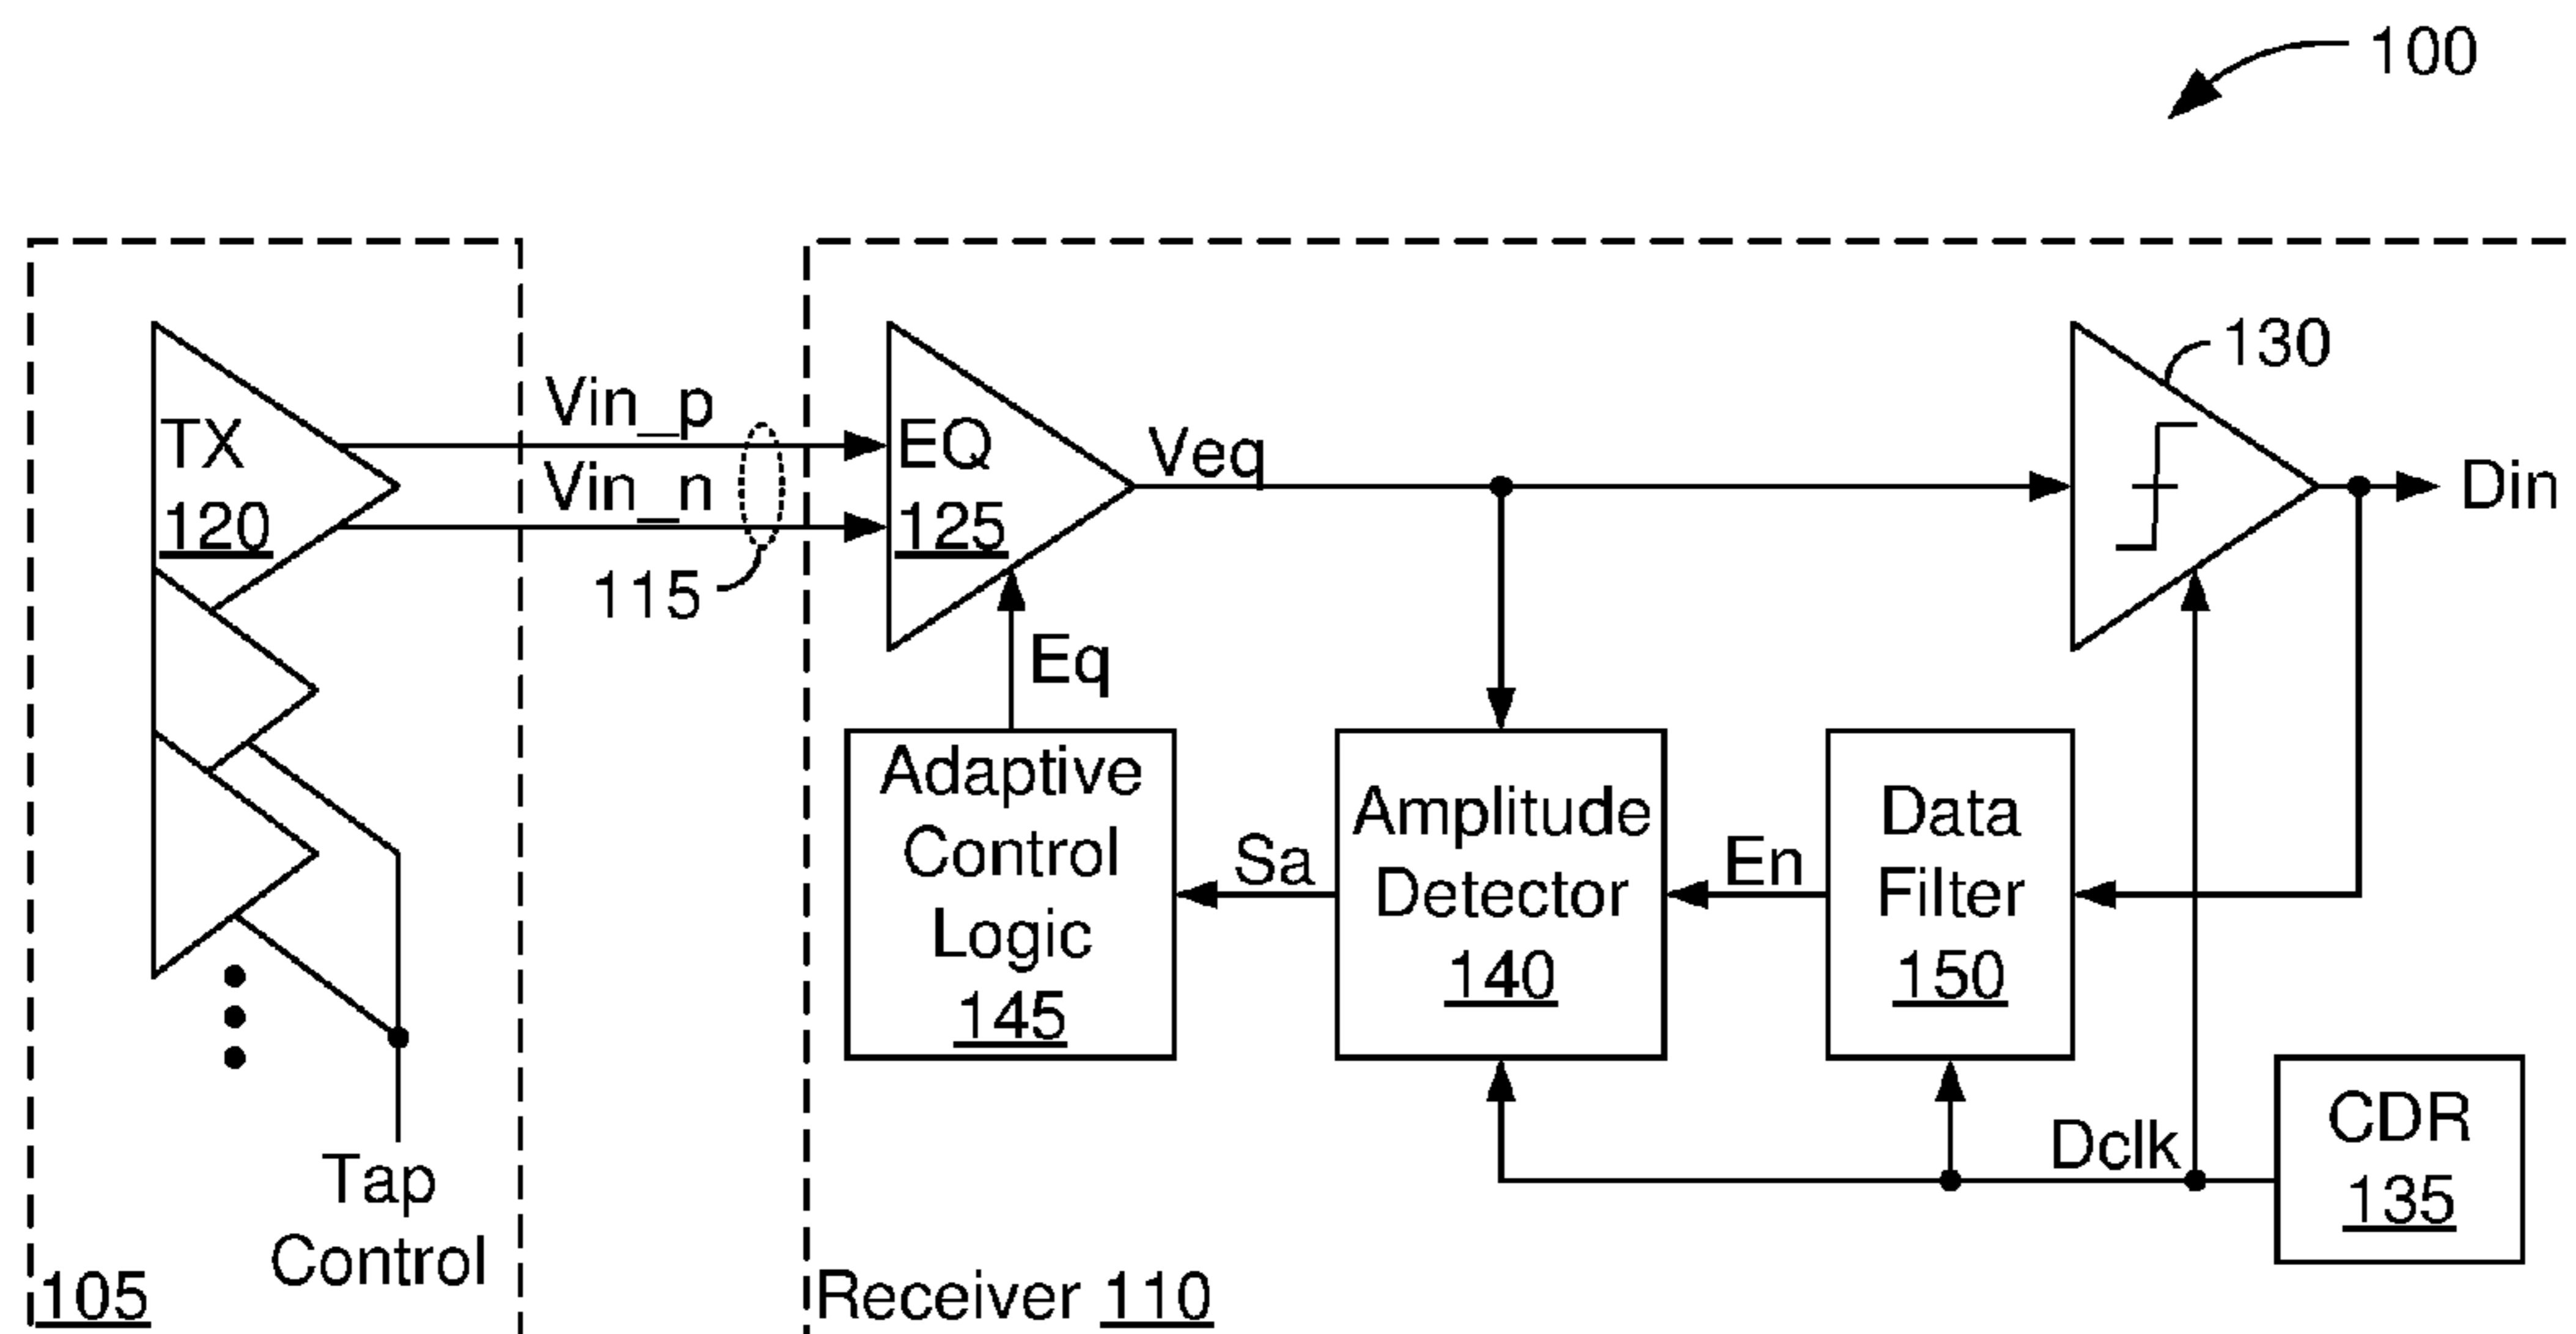 100
130
Vin_p
TX
EQ
Veq
Vin_n
Din
120
125
115
Eq
Adaptive
Control
Logic
145
Sa
Amplitude
Detector
140
En
Data
Filter
150
Dclk
CDR
135
Tap
Control
105
Receiver 110